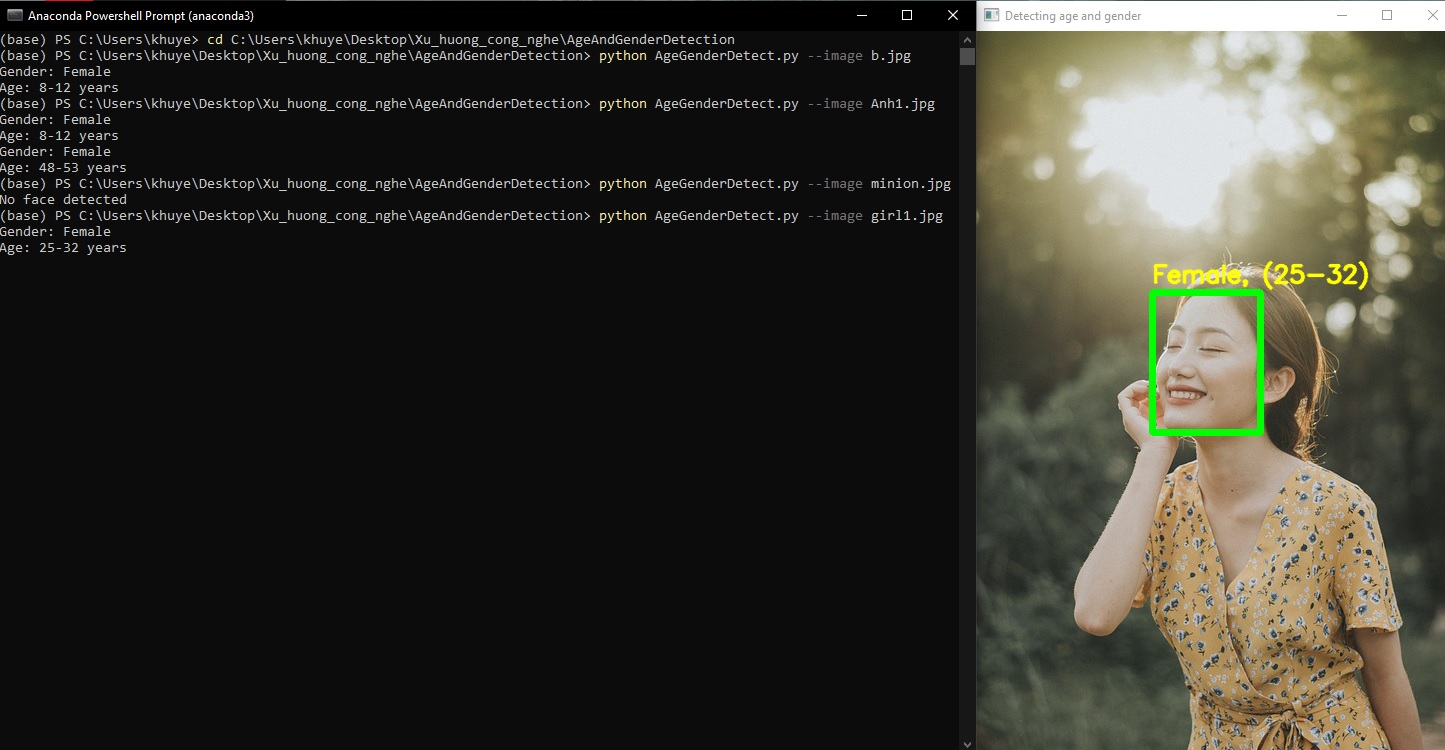 Anaconda Powershell Prompt (anaconda3)
(base) PS C:\Users\khuye> cd C:\Users\khuye\Desktop\Xu_huong_cong_nghe\AgeAndGenderDetection
(base) PS C:\Users\khuye\Desktop\Xu_huong_cong_nghe\AgeAndGenderDetection> python AgeGenderDetect.py --image b.jpg
Gender: Female
Age: 8-12 years
(base) PS C:\Users\khuye\Desktop\Xu_huong_cong_nghe\AgeAndGenderDetection> python AgeGenderDetect.py --image Anh1.jpg
Gender: Female
Age: 8-12 years
Gender: Female
Age: 48-53 years
(base) PS C:\Users\khuye\Desktop\Xu_huong_cong_nghe\AgeAndGenderDetection> python AgeGenderDetect.py --image minion.jpg
No face detected
(base) PS C:\Users\khuye\Desktop\Xu_huong_cong_nghe\AgeAndGenderDetection> python AgeGenderDetect.py --image girl1.jpg
Gender: Female
Age: 25-32 years
Detecting age and gender
Female, (25-32)